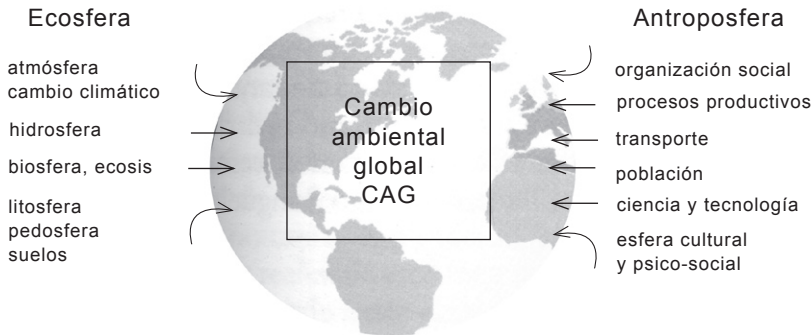 Ecosfera
atmósfera
cambio climático
hidrosfera
biosfera, ecosis
litosfera
pedosfera
suelos
Cambio
ambiental
global
CAG
Antroposfera
organización social
procesos productivos
transporte
población
ciencia y tecnología
esfera cultural
y psico-social